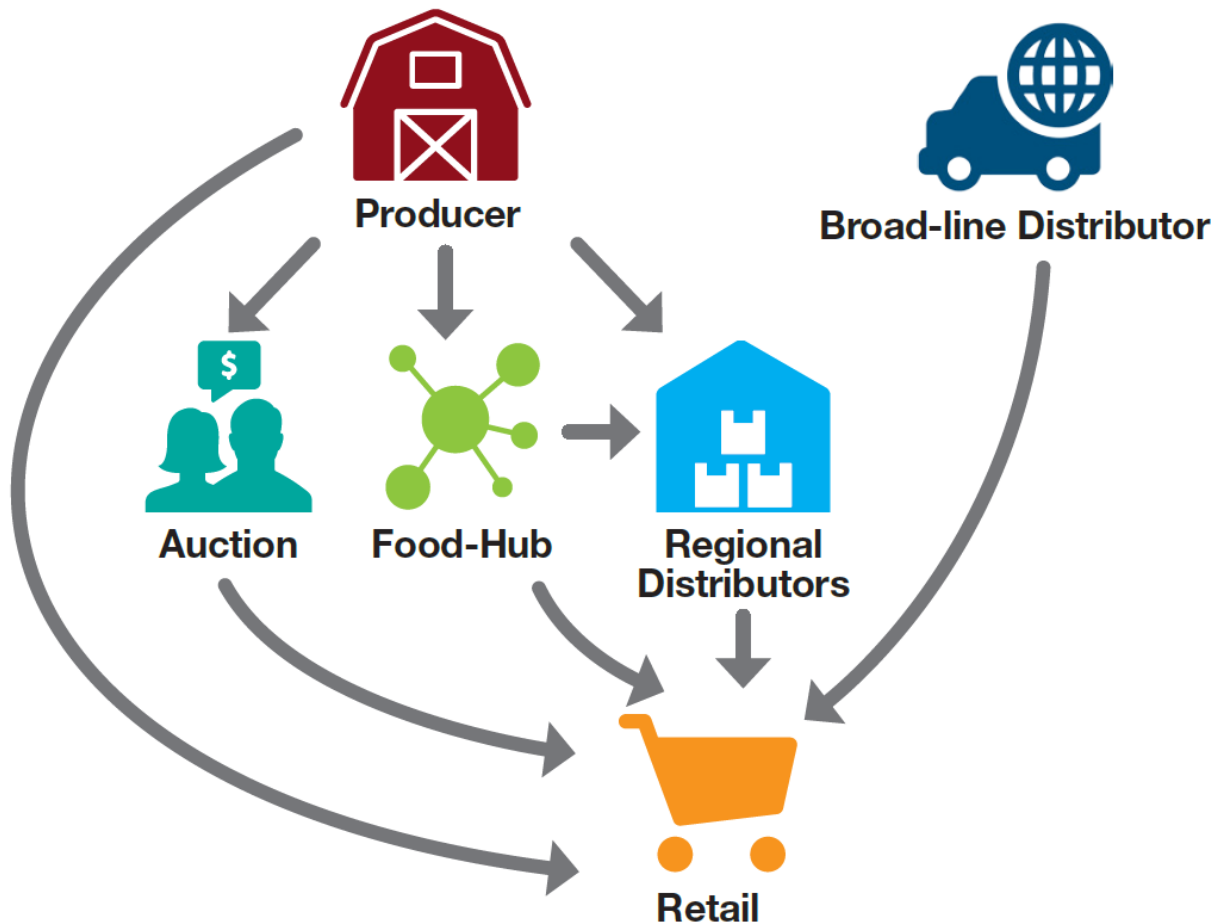 Producer
Broad-line Distributor
$
Auction
Food-Hub
Regional
Distributors
Retail